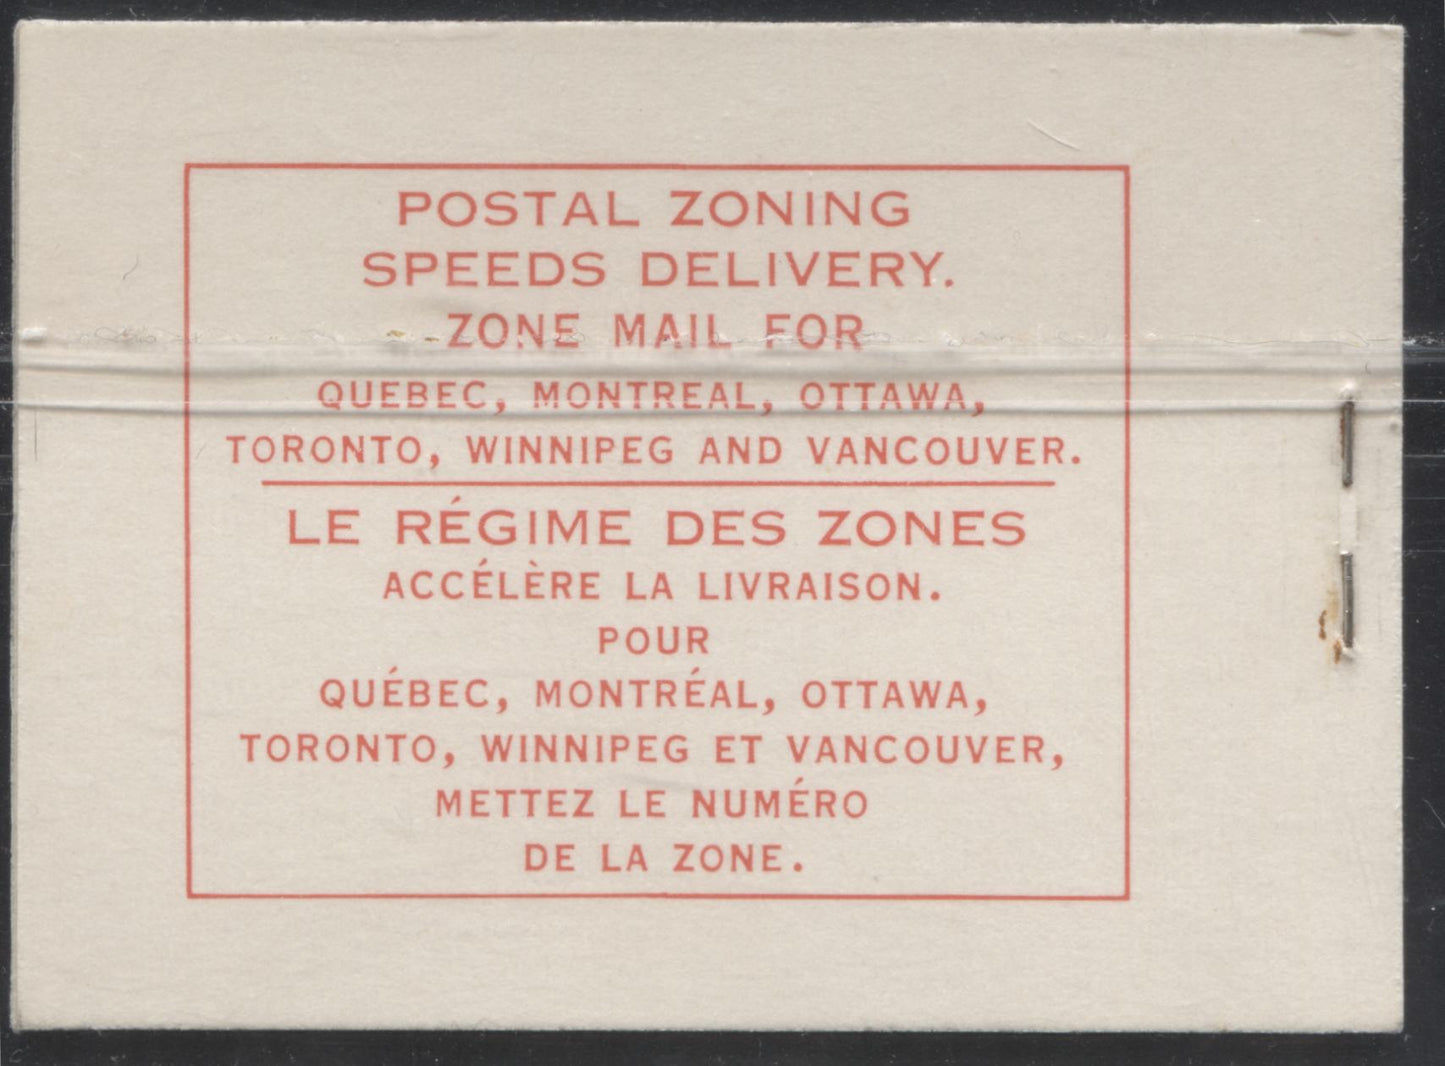 POSTAL ZONING
SPEEDS DELIVERY.
ZONE MAIL FOR
QUEBEC, MONTREAL, OTTAWA,
TORONTO, WINNIPEG AND VANCOUVER.
LE RÉGIME DES ZONES
ACCÉLÈRE LA LIVRAISON.
POUR
QUÉBEC, MONTRÉAL, OTTAWA,
TORONTO, WINNIPEG ET VANCOUVER,
METTEZ LE NUMÉRO
DE LA ZONE.